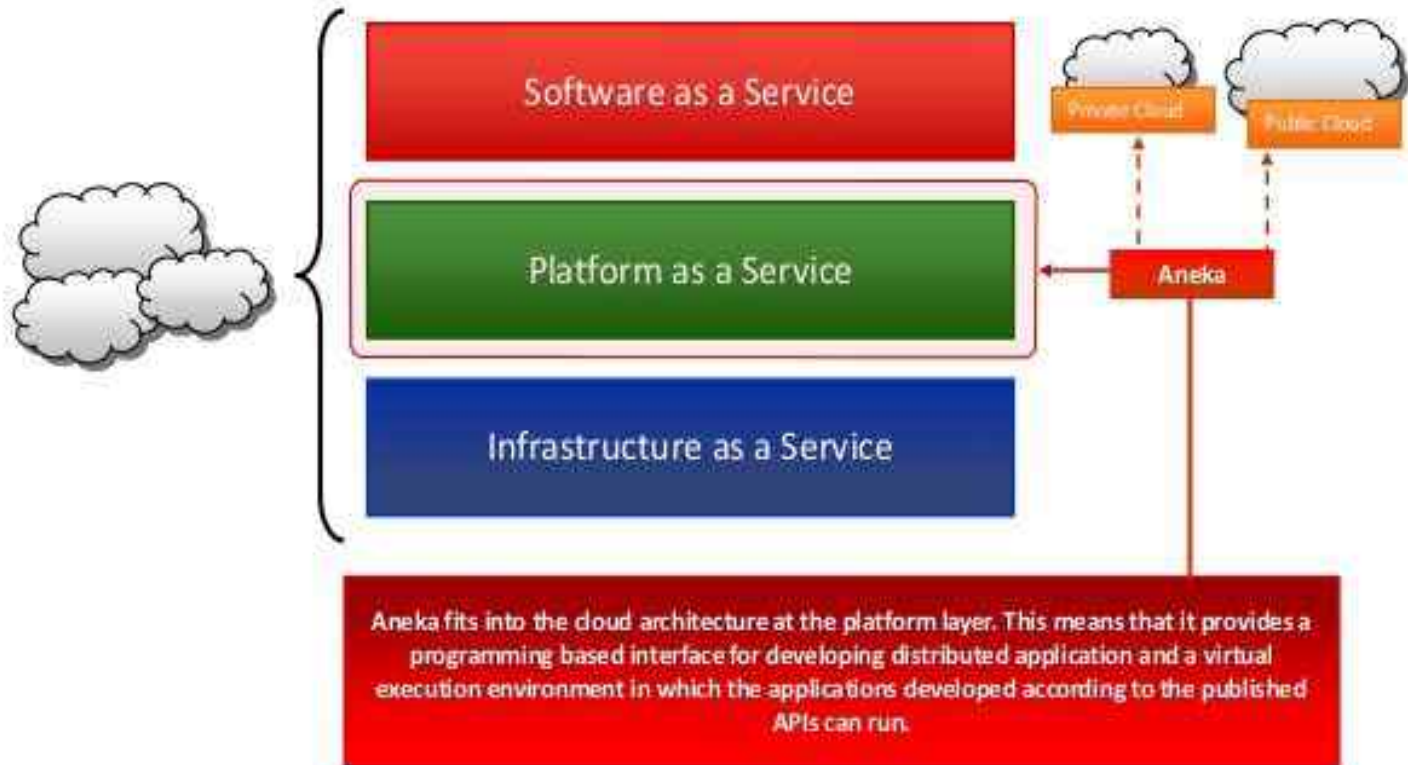 Software as a Service
Private Cloud
Public Cloud
Platform as a Service
Aneka
Infrastructure as a Service
Aneka fits into the cloud architecture at the platform layer. This means that it provides a
programming based interface for developing distributed application and a virtual
execution environment in which the applications developed according to the published
APIs can run.